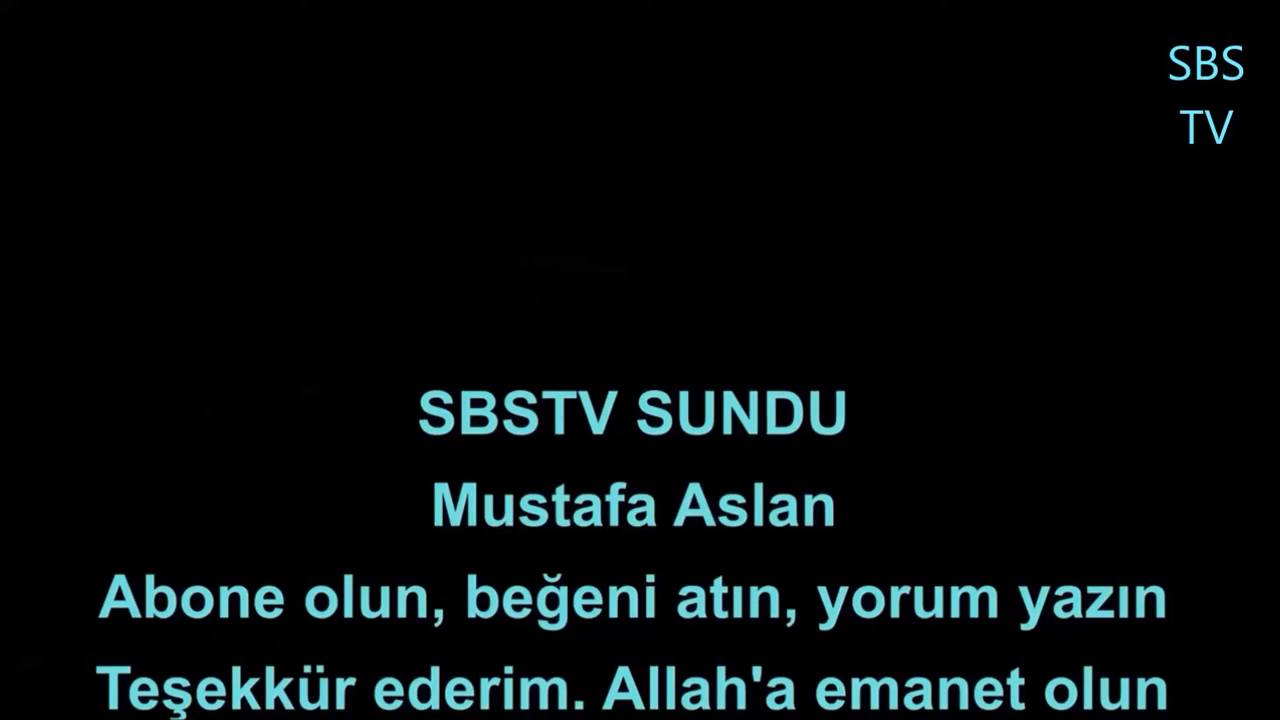 SBS
TV
SBSTV SUNDU
Mustafa Aslan
Abone olun, beğeni atın, yorum yazın
Teşekkür ederim. Allah'a emanet olun